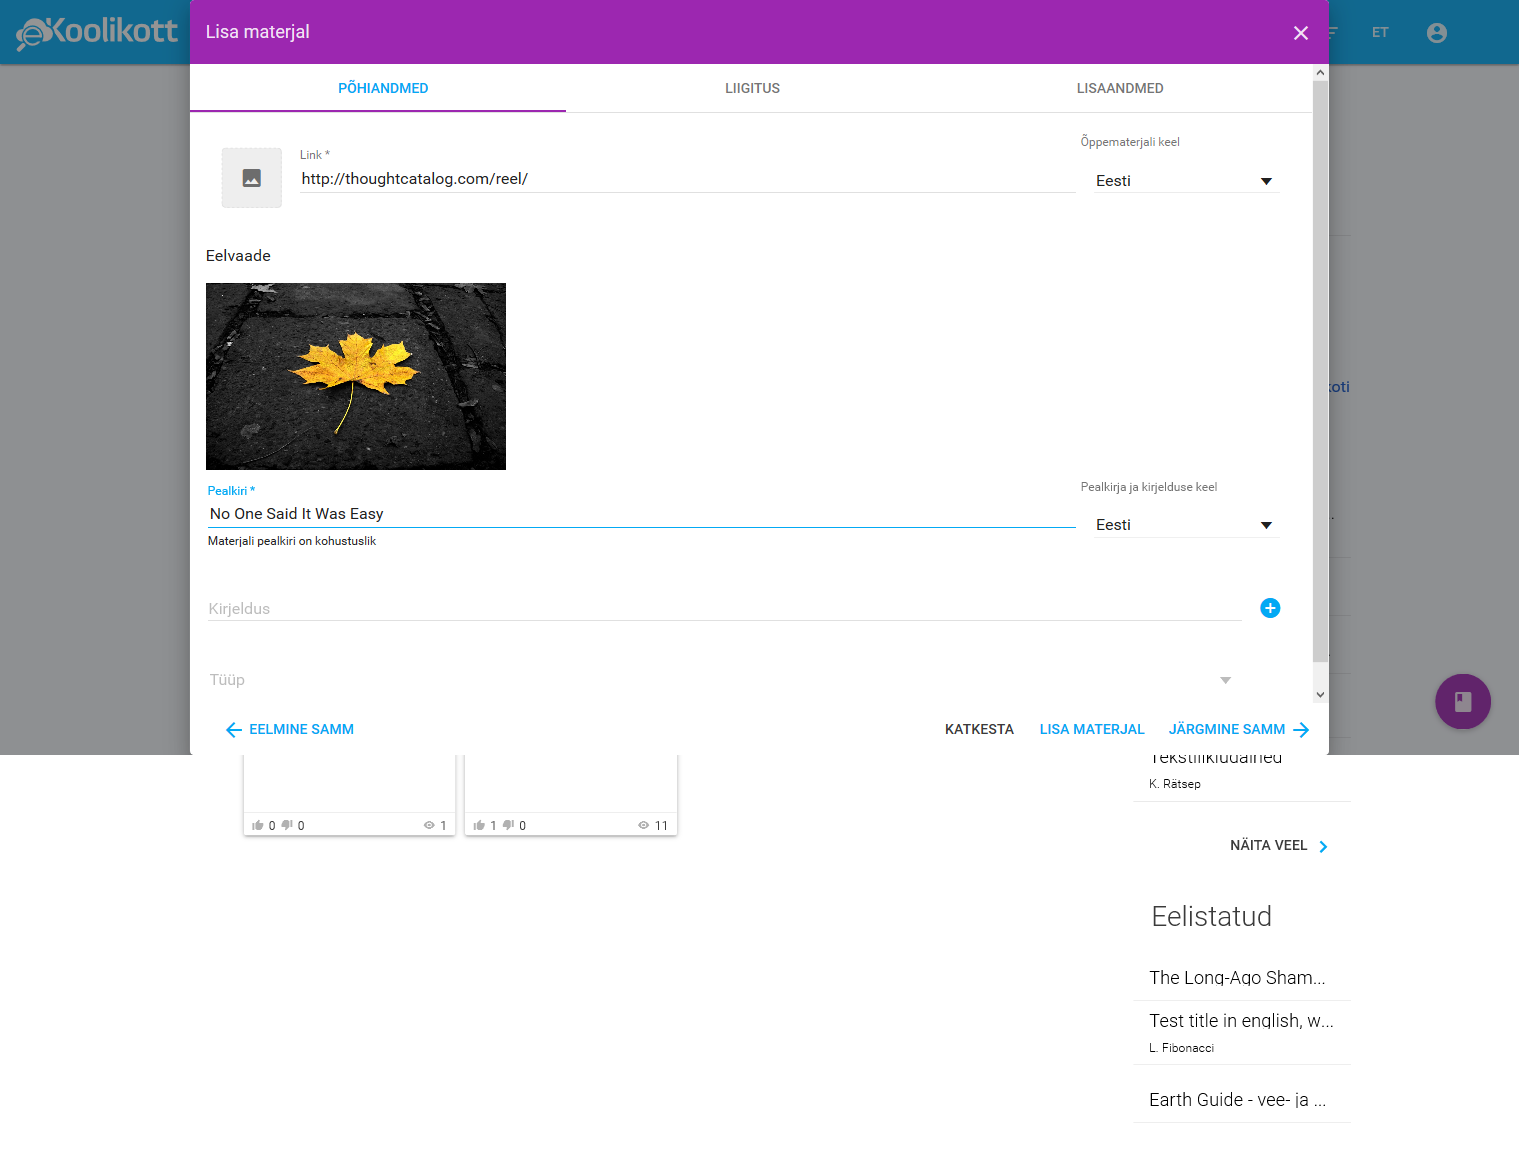 eKoolikott
Lisa materjal
ET
PÕHIANDMED
LIIGITUS
LISAANDMED
Link *
http://thoughtcatalog.com/reel/
Õppematerjali keel
Eesti
Eelvaade
koti
Pealkiri *
No One Said It Was Easy
Materjali pealkiri on kohustuslik
Pealkirja ja kirjelduse keel
Eesti
Kirjeldus
Tüüp
EELMINE SAMM
KATKESTA
LISA MATERJAL
JÄRGMINE SAMM
Tekstiilkiudained
K. Rätsep
0 0 1
1 0 11
NÄITA VEEL
Eelistatud
The Long-Ago Sham...
Test title in english, w...
L. Fibonacci
Earth Guide - vee- ja ...